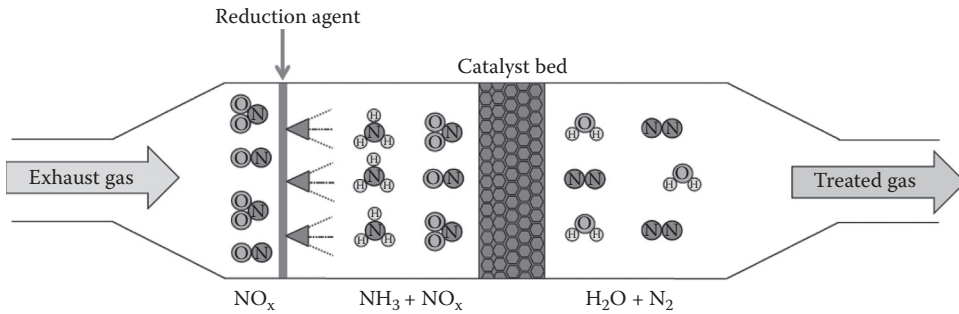 Reduction agent
Catalyst bed
O N O
H N H H
O O N
H O H
N N
O N
Exhaust gas
H N H H
O N
N N
H O H
Treated gas
O N O
H N H H
O O N
H O H
N N
O N
NOx
NH3 + NOx
H2O + N2